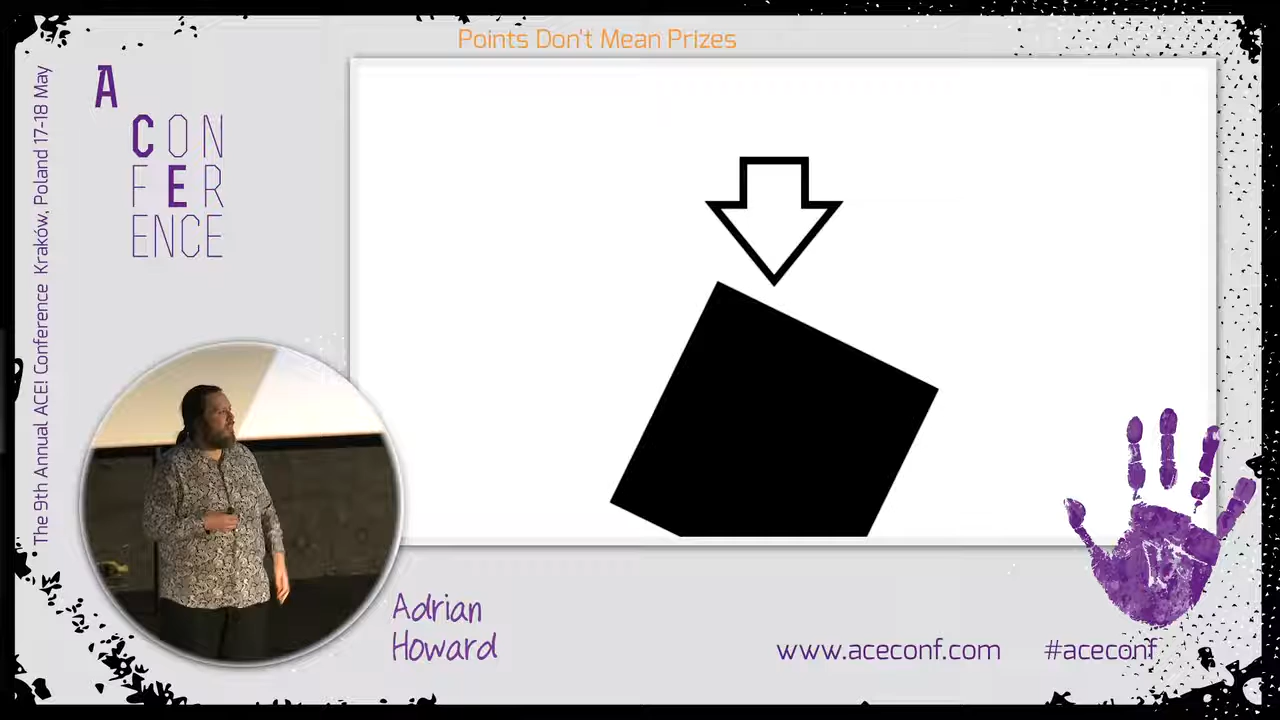 Points Don't Mean Prizes
The 9th Annual ACE! Conference Kraków, Poland 17-18 May
A
CON
FER
ENCE
Adrian
Howard
www.aceconf.com
#aceconf